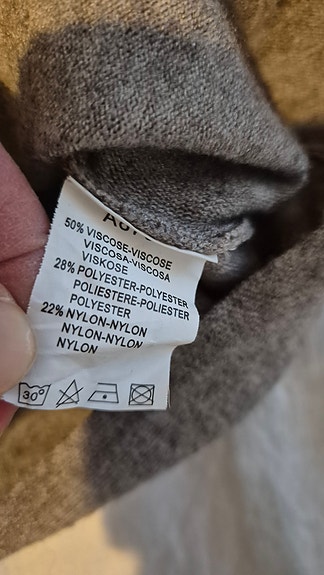 50% VISCOSE-VISCOSE
VISCOSA-VISCOSA
VISKOSE
28% POLYESTER-POLYESTER
POLIESTERE-POLIESTER
POLYESTER
22% NYLON-NYLON
NYLON-NYLON
NYLON
30°